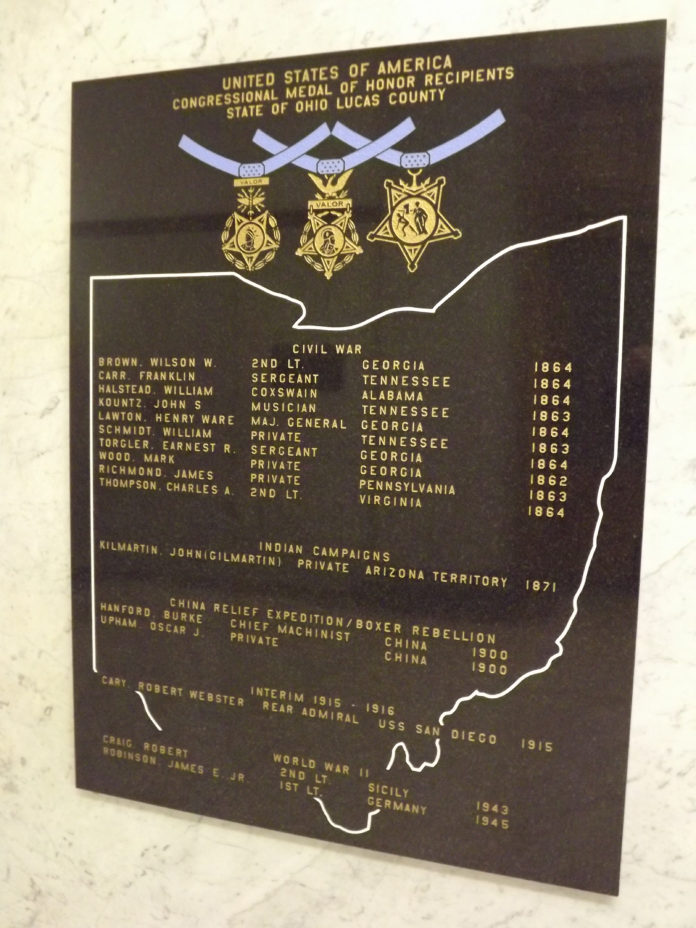 UNITED STATES OF AMERICA
CONGRESSIONAL MEDAL OF HONOR RECIPIENTS
STATE OF OHIO LUCAS COUNTY
VALOR
VALOR
CIVIL WAR
BROWN, WILSON W. 2ND LT. GEORGIA 1864
CARR, FRANKLIN SERGEANT TENNESSEE 1864
HALSTEAD, WILLIAM COXSWAIN ALABAMA 1864
KOUNTZ, JOHN S MUSICIAN TENNESSEE 1863
LAWTON, HENRY WARE MAJ. GENERAL GEORGIA 1864
SCHMIDT, WILLIAM PRIVATE TENNESSEE 1863
TORGLER, EARNEST R. SERGEANT GEORGIA 1864
WOOD, MARK PRIVATE GEORGIA 1862
RICHMOND, JAMES PRIVATE PENNSYLVANIA 1863
THOMPSON, CHARLES A. 2ND LT. VIRGINIA 1864
INDIAN CAMPAIGNS
KILMARTIN, JOHN(GILMARTIN) PRIVATE ARIZONA TERRITORY 1871
CHINA RELIEF EXPEDITION/BOXER REBELLION
HANFORD, BURKE CHIEF MACHINIST CHINA 1900
UPHAM, OSCAR J. PRIVATE CHINA 1900
INTERIM 1915 - 1916
CARY, ROBERT WEBSTER REAR ADMIRAL USS SAN DIEGO 1915
WORLD WAR II
CRAIG, ROBERT 2ND LT. SICILY 1943
ROBINSON, JAMES E. JR. 1ST LT. GERMANY 1945